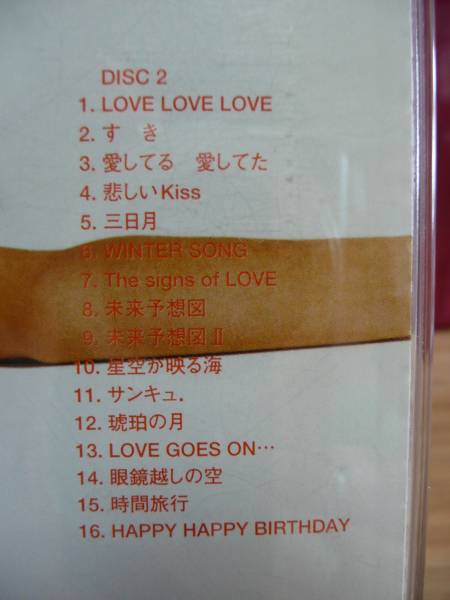 DISC 2
1. LOVE LOVE LOVE
2. す き
3. 愛してる 愛してた
4. 悲しいKiss
5. 三日月
6. WINTER SONG
7. The signs of LOVE
8. 未来予想図
9. 未来予想図Ⅱ
10. 星空が映る海
11. サンキュ.
12. 琥珀の月
13. LOVE GOES ON…
14. 眼鏡越しの空
15. 時間旅行
16. HAPPY HAPPY BIRTHDAY